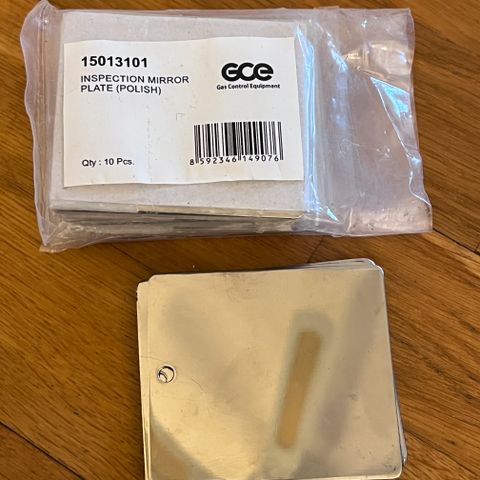 15013101
INSPECTION MIRROR
PLATE (POLISH)
GCE
Gas Control Equipment
8 592346 149076
Qty : 10 Pcs.